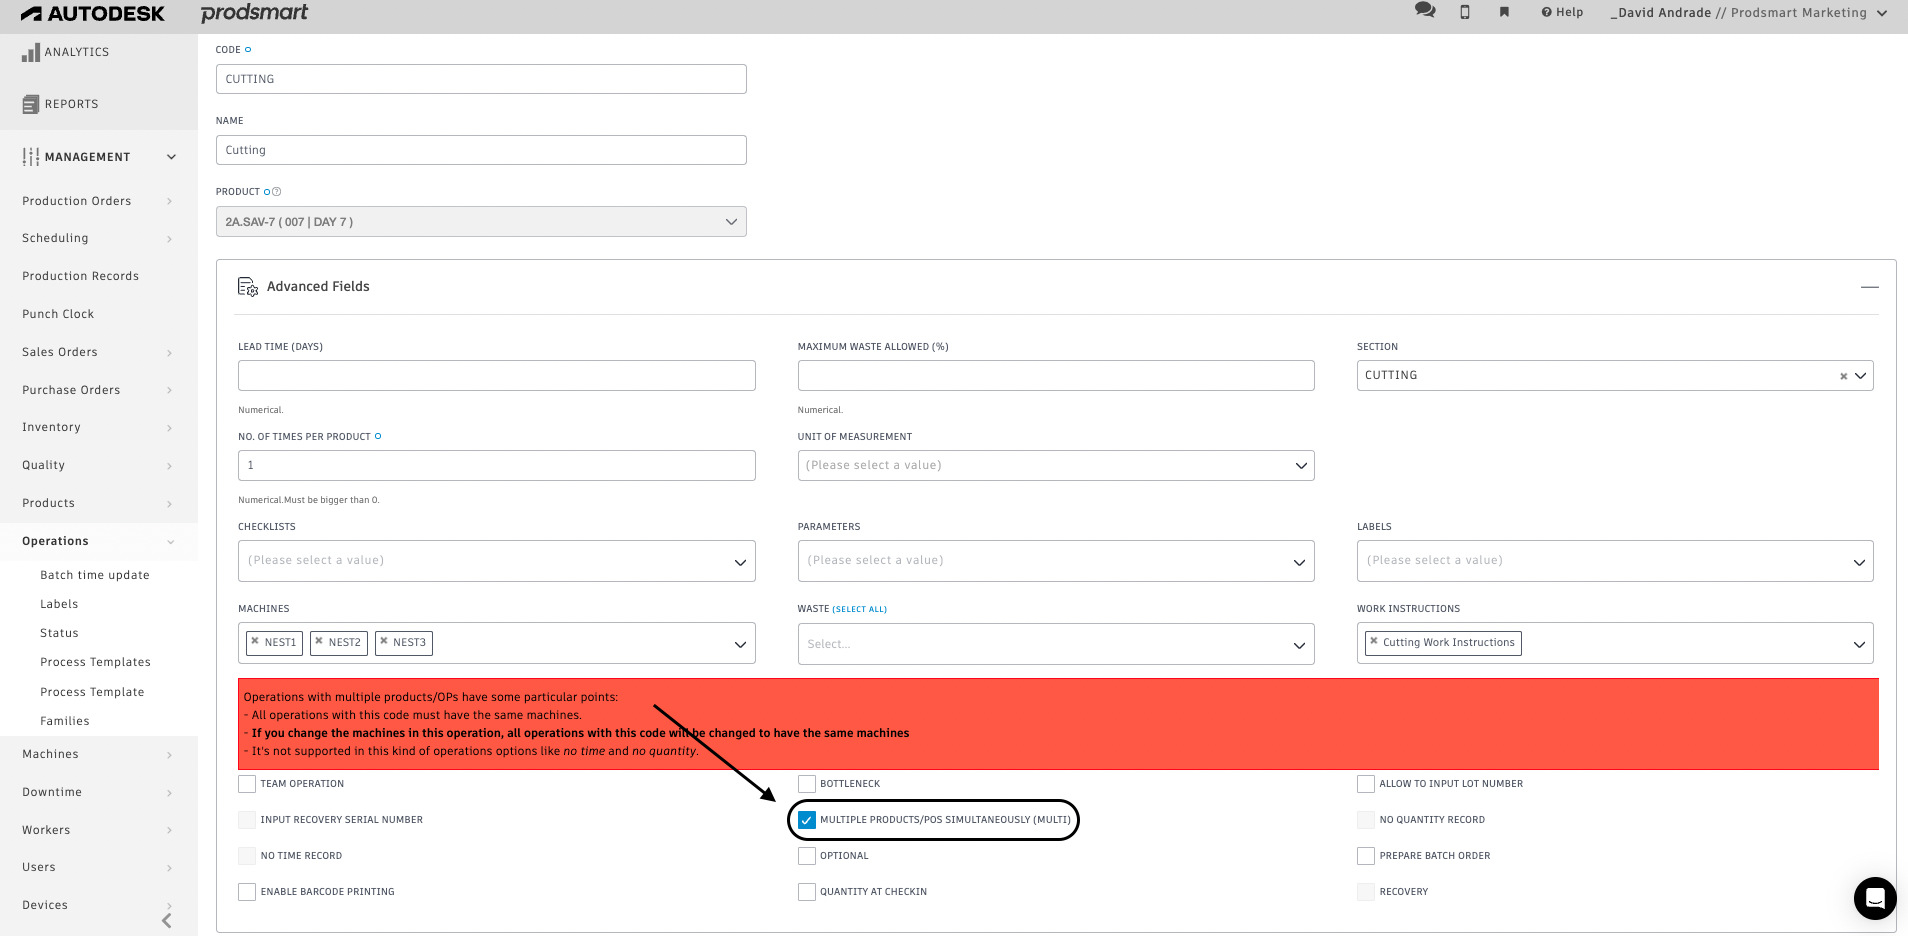 AUTODESK prodsmart
Help
_David Andrade // Prodsmart Marketing
ANALYTICS
REPORTS
MANAGEMENT
Production Orders
Scheduling
Production Records
Punch Clock
Sales Orders
Purchase Orders
Inventory
Quality
Products
Operations
Batch time update
Labels
Status
Process Templates
Process Template
Families
Machines
Downtime
Workers
Users
Devices
CODE
CUTTING
NAME
Cutting
PRODUCT
2A.SAV-7 ( 007 | DAY 7 )
Advanced Fields
LEAD TIME (DAYS)
Numerical.
MAXIMUM WASTE ALLOWED (%)
Numerical.
SECTION
CUTTING
NO. OF TIMES PER PRODUCT
1
Numerical.Must be bigger than 0.
UNIT OF MEASUREMENT
(Please select a value)
CHECKLISTS
(Please select a value)
PARAMETERS
(Please select a value)
LABELS
(Please select a value)
MACHINES
× NEST1 × NEST2 × NEST3
WASTE (SELECT ALL)
Select...
WORK INSTRUCTIONS
× Cutting Work Instructions
Operations with multiple products/OPs have some particular points:
- All operations with this code must have the same machines.
- If you change the machines in this operation, all operations with this code will be changed to have the same machines
- It's not supported in this kind of operations options like no time and no quantity.
TEAM OPERATION
BOTTLENECK
ALLOW TO INPUT LOT NUMBER
INPUT RECOVERY SERIAL NUMBER
MULTIPLE PRODUCTS/POS SIMULTANEOUSLY (MULTI)
NO QUANTITY RECORD
NO TIME RECORD
OPTIONAL
PREPARE BATCH ORDER
ENABLE BARCODE PRINTING
QUANTITY AT CHECKIN
RECOVERY